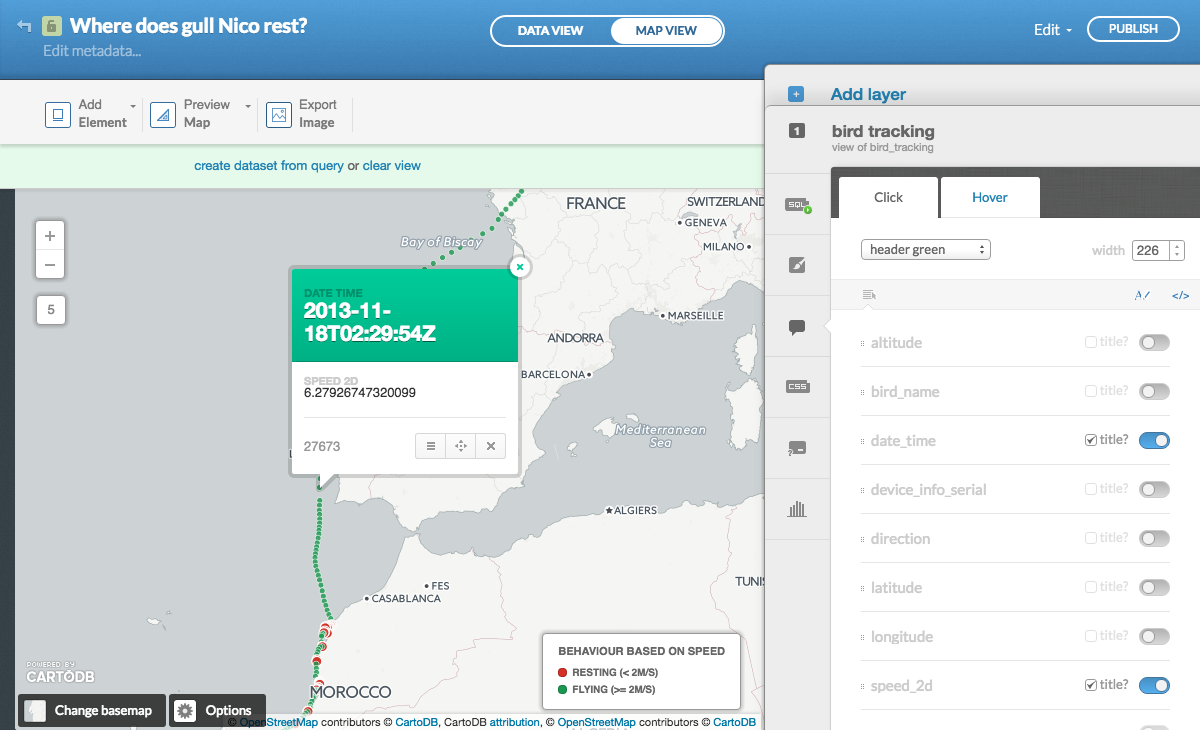 Where does gull Nico rest?
Edit metadata...
DATA VIEW
MAP VIEW
Edit
PUBLISH
Add
Element
Preview
Map
Export
Image
create dataset from query or clear view
Add layer
1
bird tracking
view of bird_tracking
Click
Hover
header green
width
226
SQL
CSS
</>
altitude
title?
bird_name
title?
date_time
title?
device_info_serial
title?
direction
title?
latitude
title?
longitude
title?
speed_2d
title?
+
−
5
FRANCE
SWITZERLAND
GENEVA
MILANO
Bay of Biscay
MARSEILLE
ANDORRA
BARCELONA
Mediterranean
Sea
ALGIERS
FES
CASABLANCA
MOROCCO
DATE TIME
2013-11-
18T02:29:54Z
SPEED 2D
6.27926747320099
27673
BEHAVIOUR BASED ON SPEED
RESTING (< 2M/S)
FLYING (>= 2M/S)
POWERED BY
CARTODB
Change basemap
Options
© OpenStreetMap contributors © CartoDB, CartoDB attribution, © OpenStreetMap contributors © CartoDB